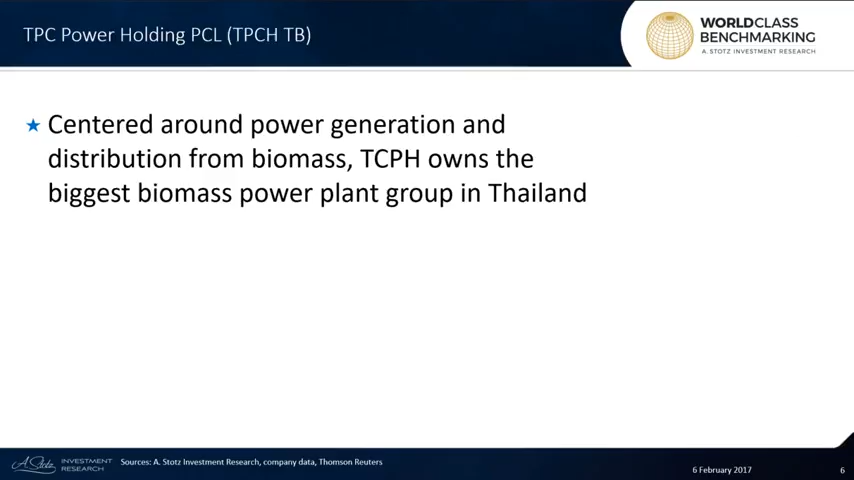 TPC Power Holding PCL (TPCH TB)
WORLDCLASS
BENCHMARKING
A STOTZ INVESTMENT RESEARCH
★ Centered around power generation and
distribution from biomass, TCPH owns the
biggest biomass power plant group in Thailand
A. Stotz INVESTMENT
RESEARCH
Sources: A. Stotz Investment Research, company data, Thomson Reuters
6 February 2017
6